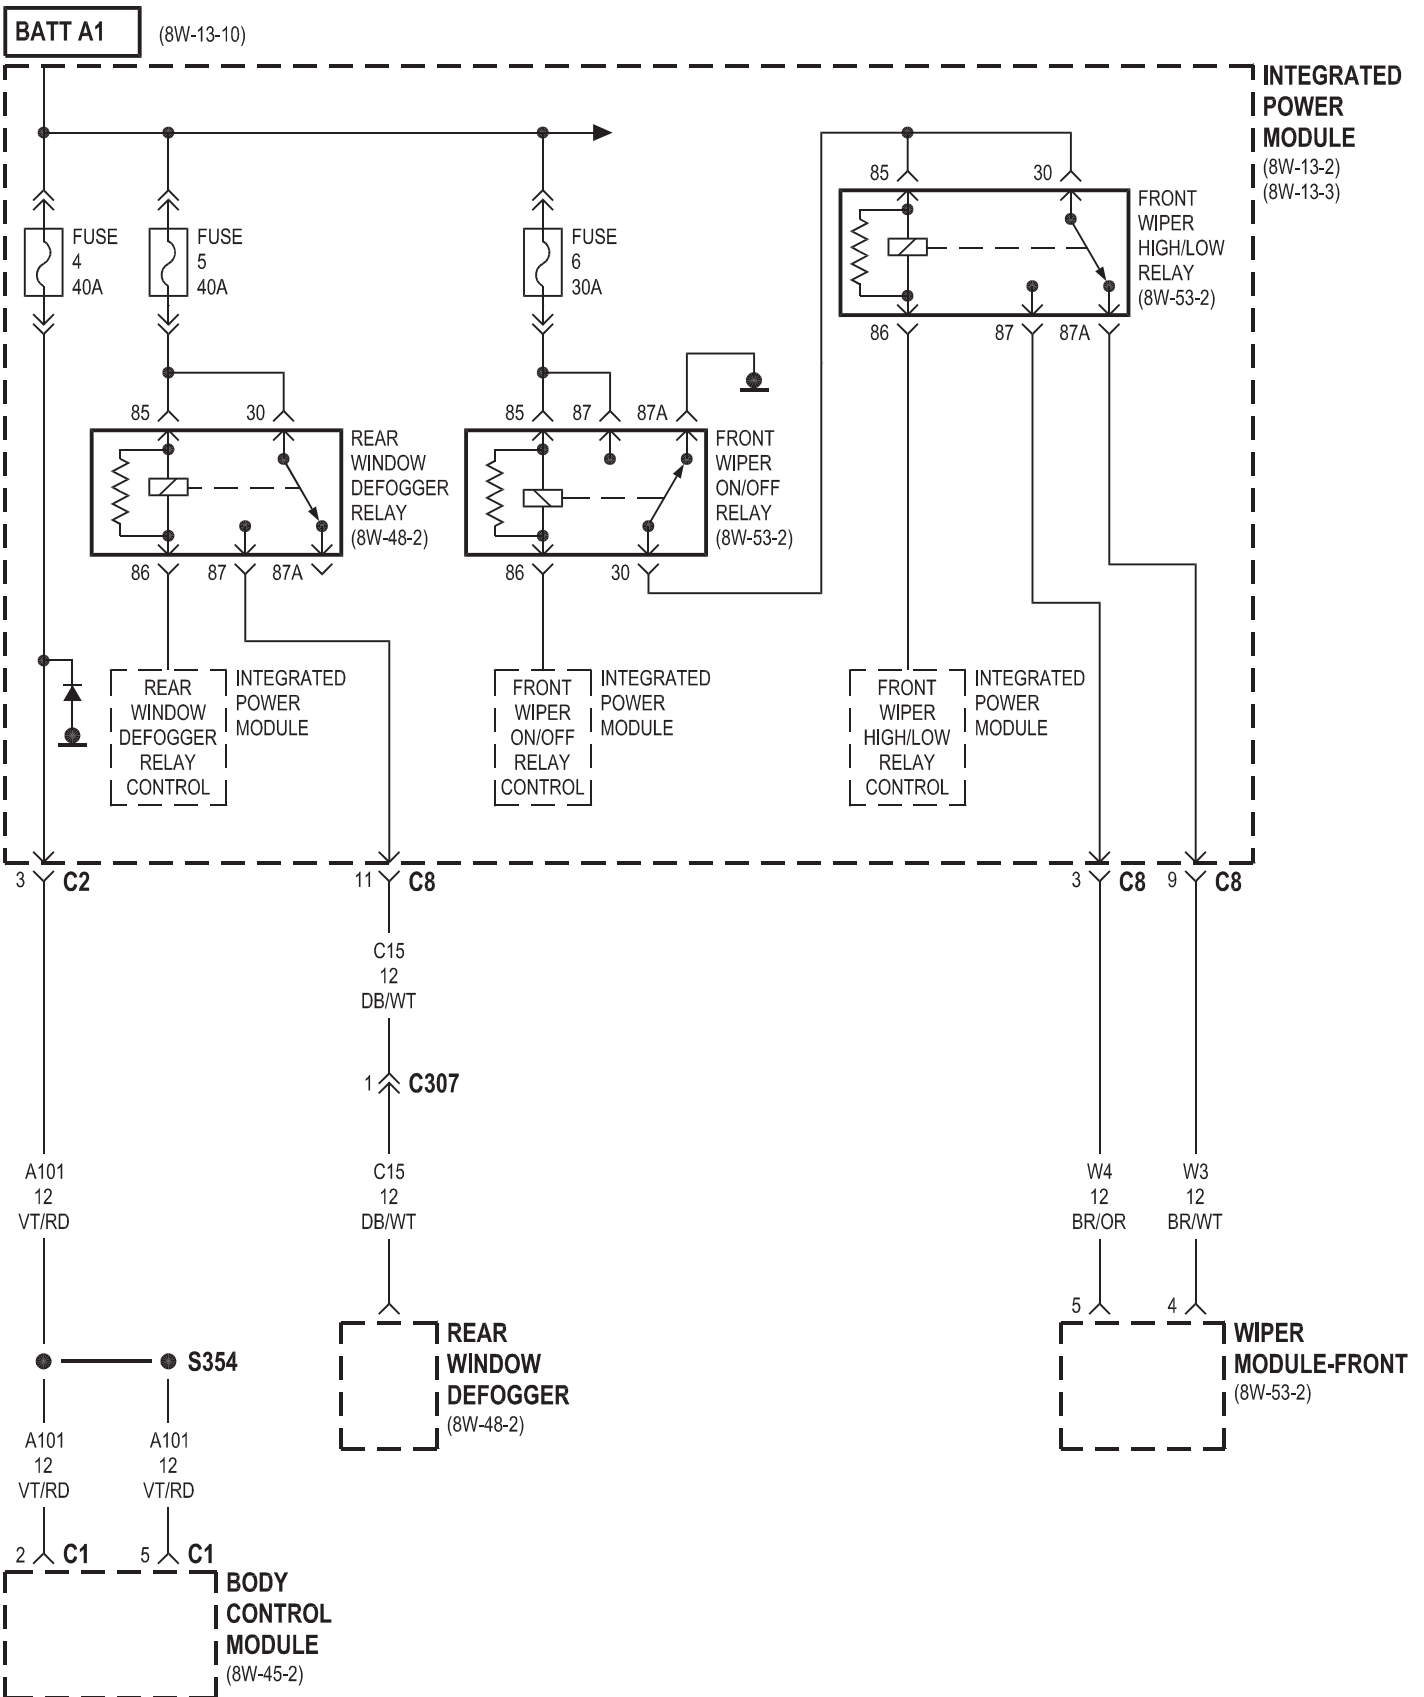 BATT A1
(8W-13-10)
INTEGRATED
POWER
MODULE
(8W-13-2)
(8W-13-3)
85
30
FRONT
WIPER
HIGH/LOW
RELAY
(8W-53-2)
86
87
87A
FUSE
4
40A
FUSE
5
40A
FUSE
6
30A
85
30
REAR
WINDOW
DEFOGGER
RELAY
(8W-48-2)
86
87
87A
85
87
87A
FRONT
WIPER
ON/OFF
RELAY
(8W-53-2)
86
30
REAR
WINDOW
DEFOGGER
RELAY
CONTROL
INTEGRATED
POWER
MODULE
FRONT
WIPER
ON/OFF
RELAY
CONTROL
INTEGRATED
POWER
MODULE
FRONT
WIPER
HIGH/LOW
RELAY
CONTROL
INTEGRATED
POWER
MODULE
3 C2
11 C8
3 C8
9 C8
C15
12
DB/WT
1 C307
A101
12
VT/RD
C15
12
DB/WT
W4
12
BR/OR
W3
12
BR/WT
5
4
REAR
WINDOW
DEFOGGER
(8W-48-2)
WIPER
MODULE-FRONT
(8W-53-2)
S354
A101
12
VT/RD
A101
12
VT/RD
2 C1
5 C1
BODY
CONTROL
MODULE
(8W-45-2)